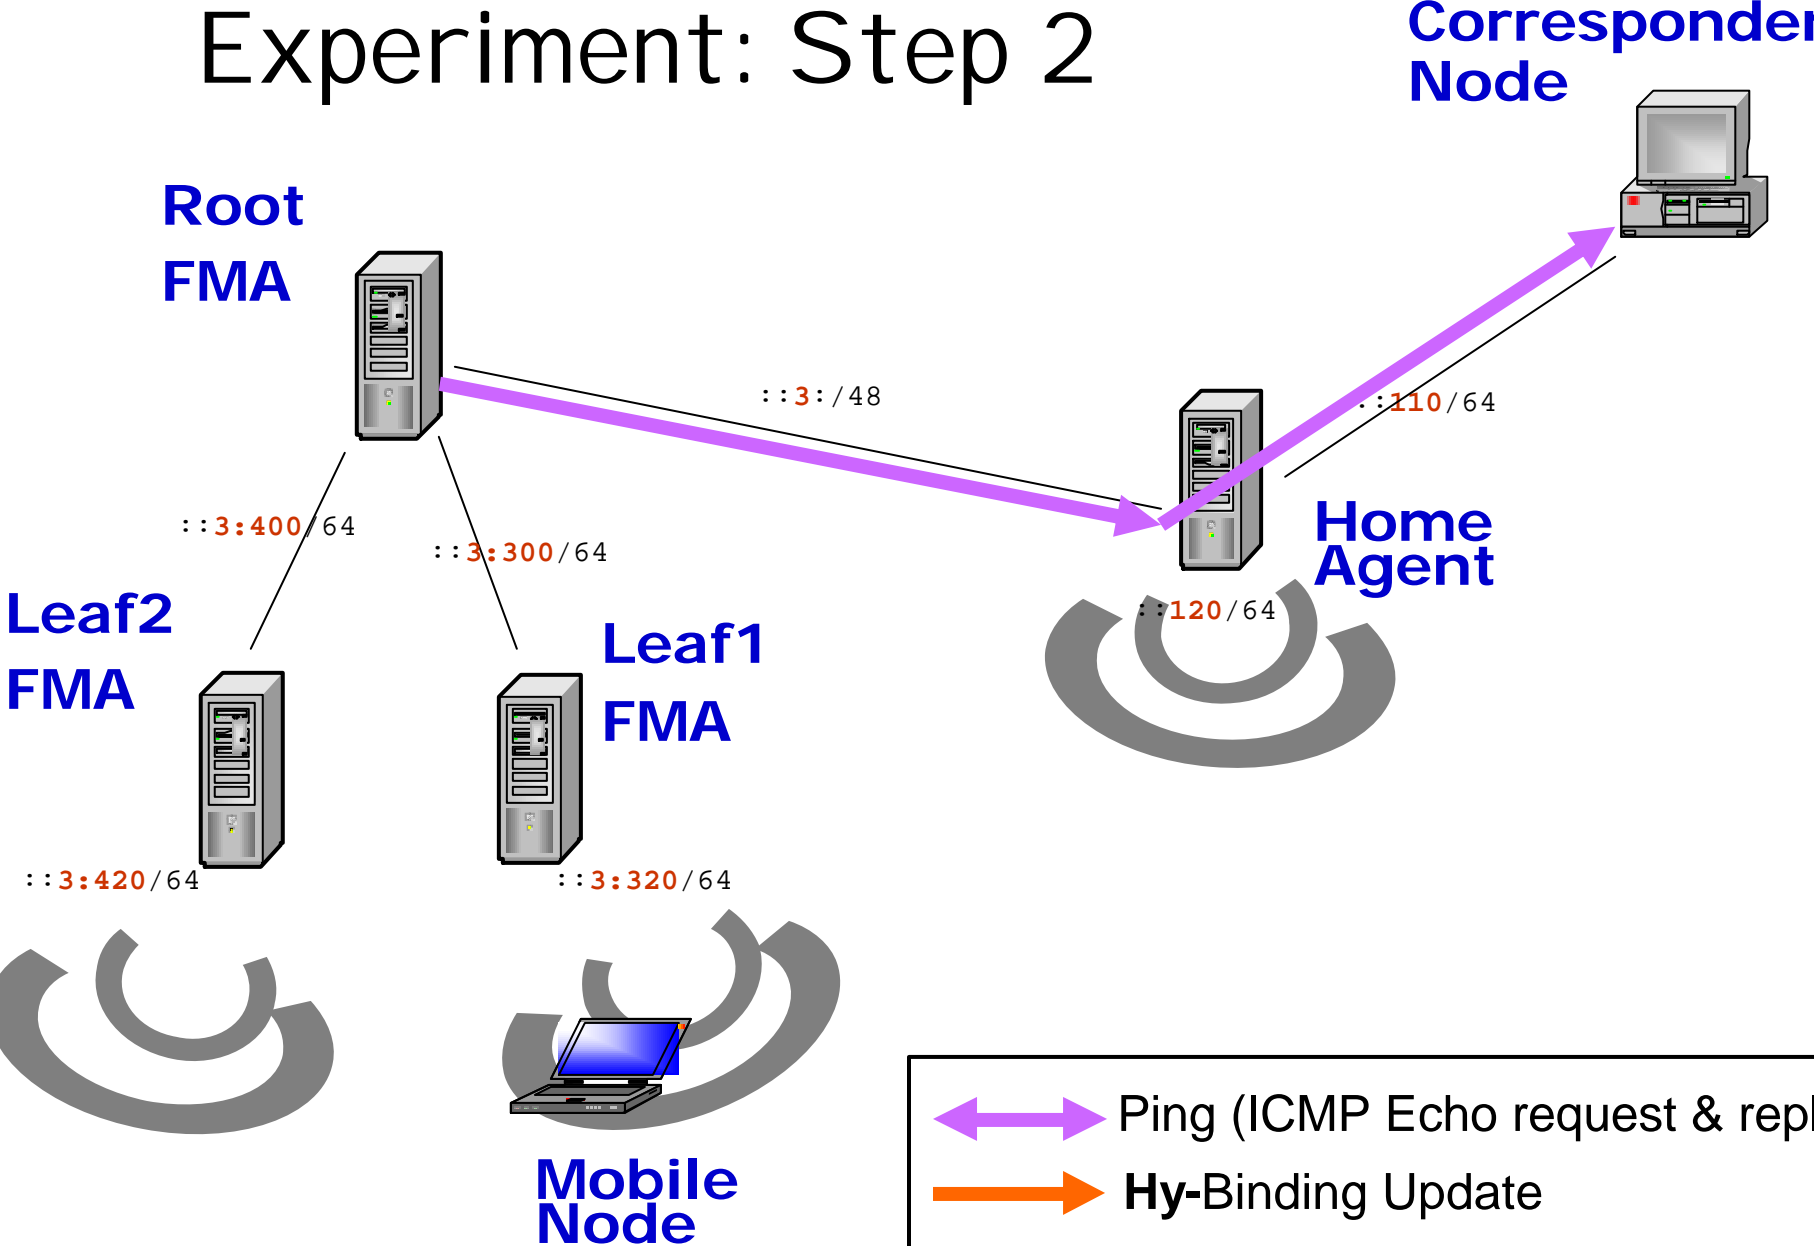 Experiment: Step 2
Corresponden
Node
Root
FMA
::3:/48
::110/64
::3:400/64
::3:300/64
Home
Agent
::120/64
Leaf2
FMA
Leaf1
FMA
::3:420/64
::3:320/64
Mobile
Node
Ping (ICMP Echo request & repl
Hy-Binding Update